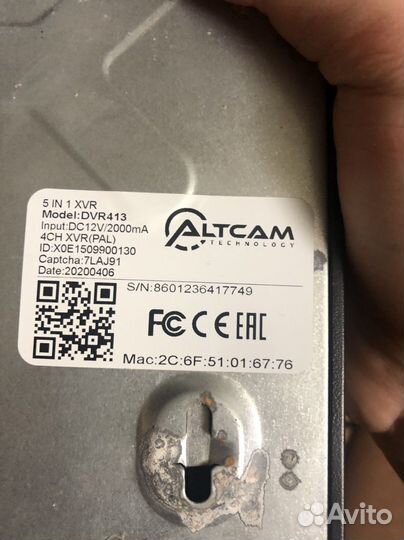 5 IN 1 XVR
Model:DVR413
Input:DC12V/2000mA
4CH XVR(PAL)
ID:X0E1509900130
Captcha:7LAJ91
Date:20200406
ALTCAM
TECHNOLOGY
S/N:8601236417749
FC CE EAC
Mac:2C:6F:51:01:67:76
Avito